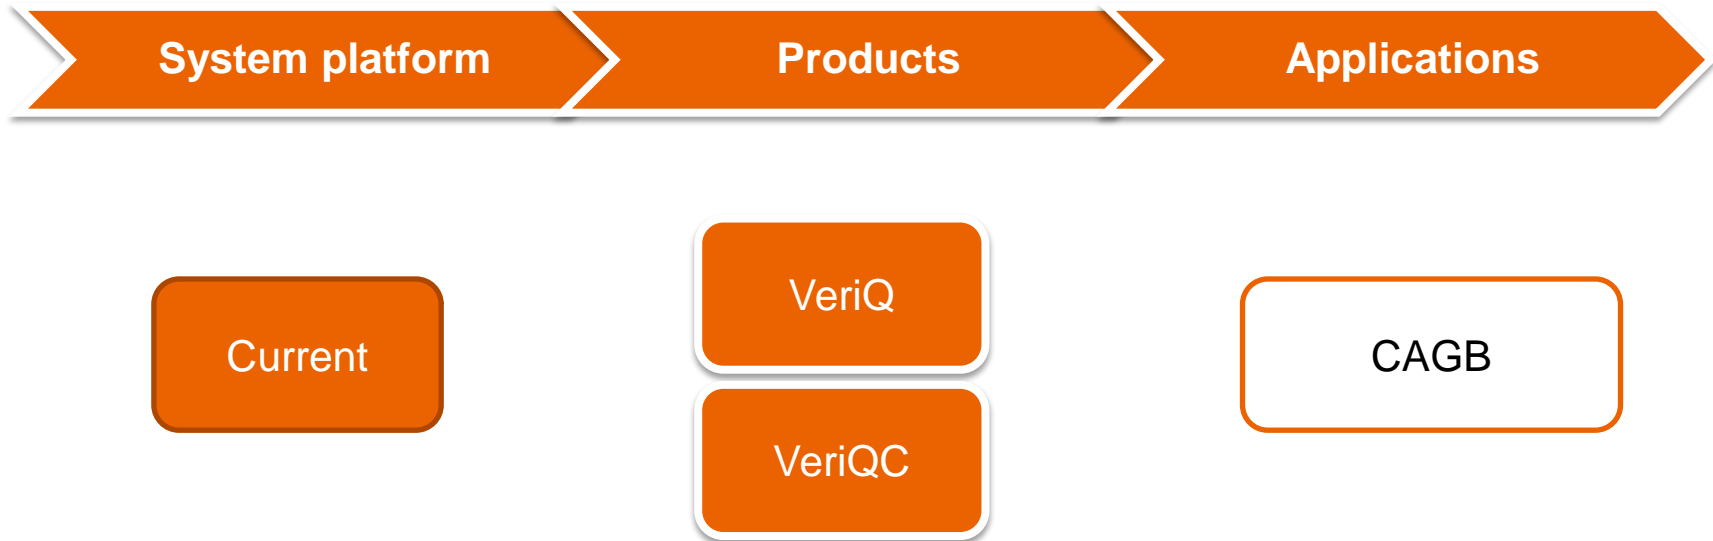 System platform
Products
Applications
Current
VeriQ
VeriQC
CAGB